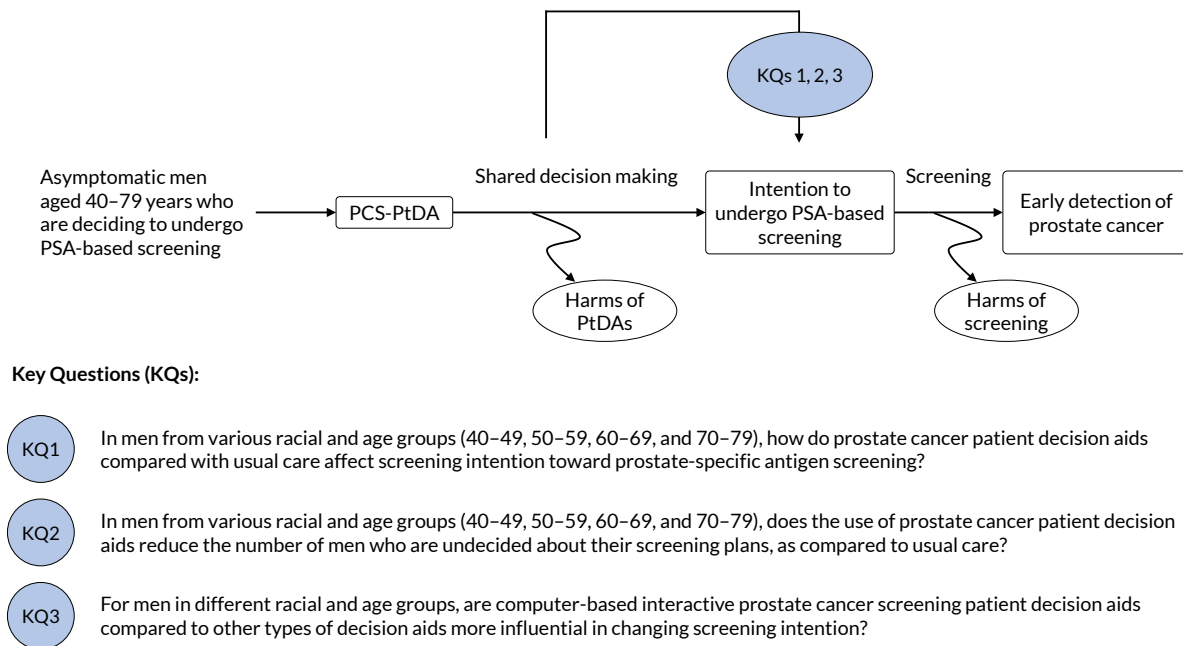 KQs 1, 2, 3
Asymptomatic men
aged 40–79 years who
are deciding to undergo
PSA-based screening
PCS-PtDA
Shared decision making
Intention to
undergo PSA-based
screening
Screening
Early detection of
prostate cancer
Harms of
PtDAs
Harms of
screening
Key Questions (KQs):
KQ1
In men from various racial and age groups (40–49, 50–59, 60–69, and 70–79), how do prostate cancer patient decision aids
compared with usual care affect screening intention toward prostate-specific antigen screening?
KQ2
In men from various racial and age groups (40–49, 50–59, 60–69, and 70–79), does the use of prostate cancer patient decision
aids reduce the number of men who are undecided about their screening plans, as compared to usual care?
KQ3
For men in different racial and age groups, are computer-based interactive prostate cancer screening patient decision aids
compared to other types of decision aids more influential in changing screening intention?